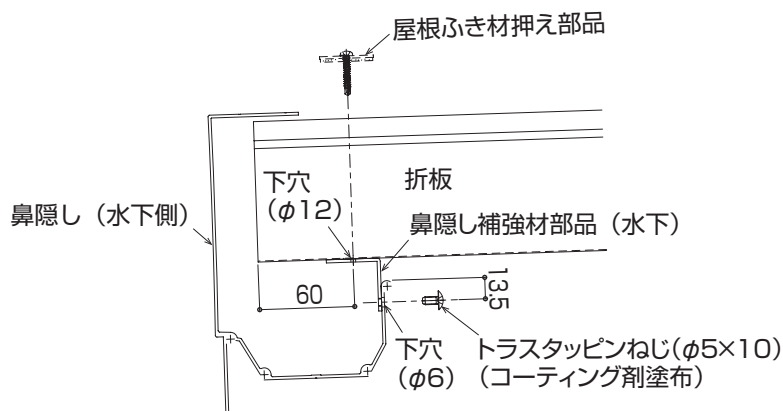 屋根ふき材押え部品
下穴
(φ12)
折板
鼻隠し（水下側）
鼻隠し補強材部品（水下）
60
13.5
下穴
(φ6)
トラスタッピンねじ(φ5×10)
（コーティング剤塗布）